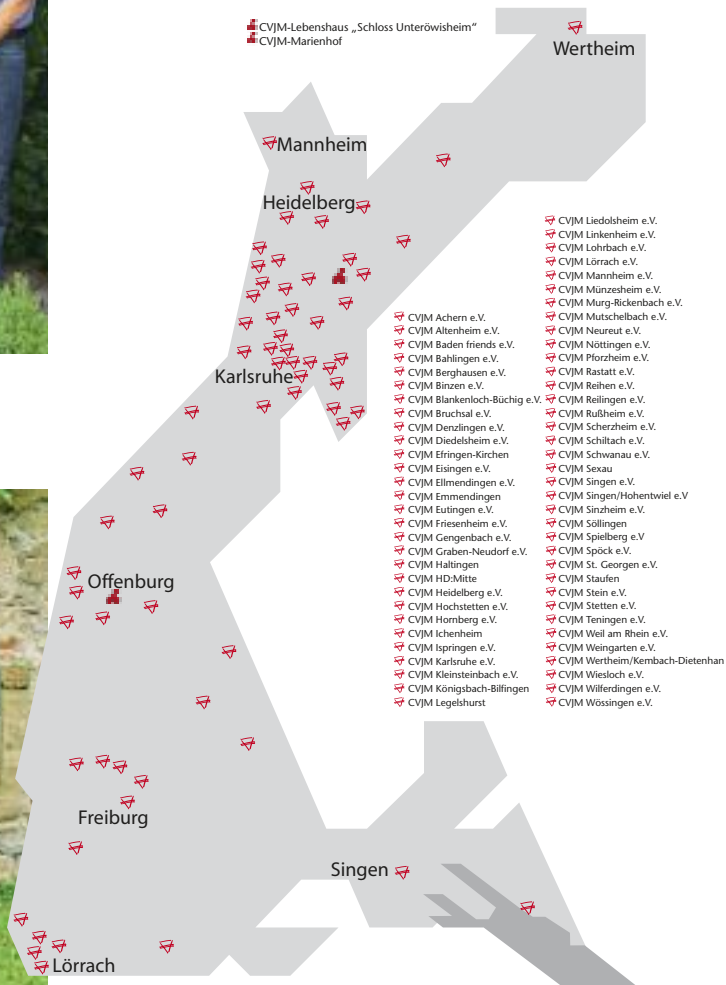 CVJM-Lebenshaus „Schloss Unteröwisheim“
CVJM-Marienhof
Wertheim
Mannheim
Heidelberg
Karlsruhe
Offenburg
Freiburg
Singen
Lörrach
CVJM Achern e.V.
CVJM Altenheim e.V.
CVJM Baden friends e.V.
CVJM Bahlingen e.V.
CVJM Berghausen e.V.
CVJM Binzen e.V.
CVJM Blankenloch-Büchig e.V.
CVJM Bruchsal e.V.
CVJM Denzlingen e.V.
CVJM Diedelsheim e.V.
CVJM Efringen-Kirchen
CVJM Eisingen e.V.
CVJM Ellmendingen e.V.
CVJM Emmendingen
CVJM Eutingen e.V.
CVJM Friesenheim e.V.
CVJM Gengenbach e.V.
CVJM Graben-Neudorf e.V.
CVJM Haltingen
CVJM HD:Mitte
CVJM Heidelberg e.V.
CVJM Hochstetten e.V.
CVJM Hornberg e.V.
CVJM Ichenheim
CVJM Ispringen e.V.
CVJM Karlsruhe e.V.
CVJM Kleinsteinbach e.V.
CVJM Königsbach-Bilfingen
CVJM Legelshurst
CVJM Liedolsheim e.V.
CVJM Linkenheim e.V.
CVJM Lohrbach e.V.
CVJM Lörrach e.V.
CVJM Mannheim e.V.
CVJM Münzesheim e.V.
CVJM Murg-Rickenbach e.V.
CVJM Mutschelbach e.V.
CVJM Neureut e.V.
CVJM Nöttingen e.V.
CVJM Pforzheim e.V.
CVJM Rastatt e.V.
CVJM Reihen e.V.
CVJM Reilingen e.V.
CVJM Rußheim e.V.
CVJM Scherzheim e.V.
CVJM Schiltach e.V.
CVJM Schwanau e.V.
CVJM Sexau
CVJM Singen e.V.
CVJM Singen/Hohentwiel e.V
CVJM Sinzheim e.V.
CVJM Söllingen
CVJM Spielberg e.V
CVJM Spöck e.V.
CVJM St. Georgen e.V.
CVJM Staufen
CVJM Stein e.V.
CVJM Stetten e.V.
CVJM Teningen e.V.
CVJM Weil am Rhein e.V.
CVJM Weingarten e.V.
CVJM Wertheim/Kembach-Dietenhan
CVJM Wiesloch e.V.
CVJM Wilferdingen e.V.
CVJM Wössingen e.V.